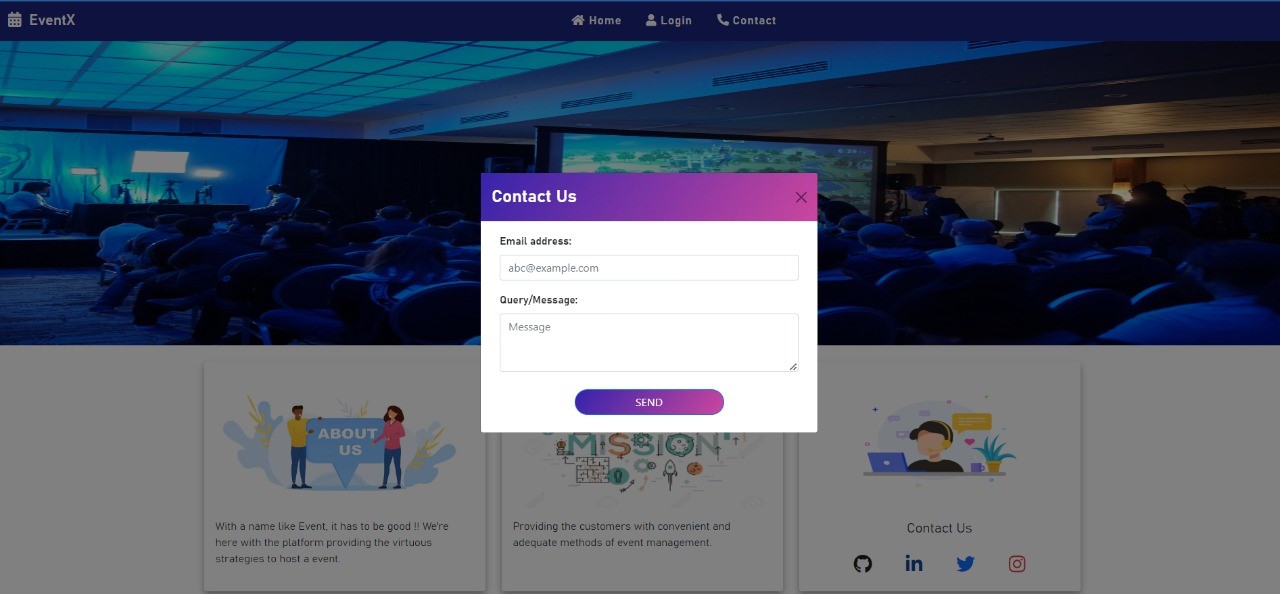 EventX
Home
Login
Contact
Contact Us
Email address:
abc@example.com
Query/Message:
Message
SEND
ABOUT
US
MISSION
With a name like Event, it has to be good !! We're
here with the platform providing the virtuous
strategies to host a event.
Providing the customers with convenient and
adequate methods of event management.
Contact Us